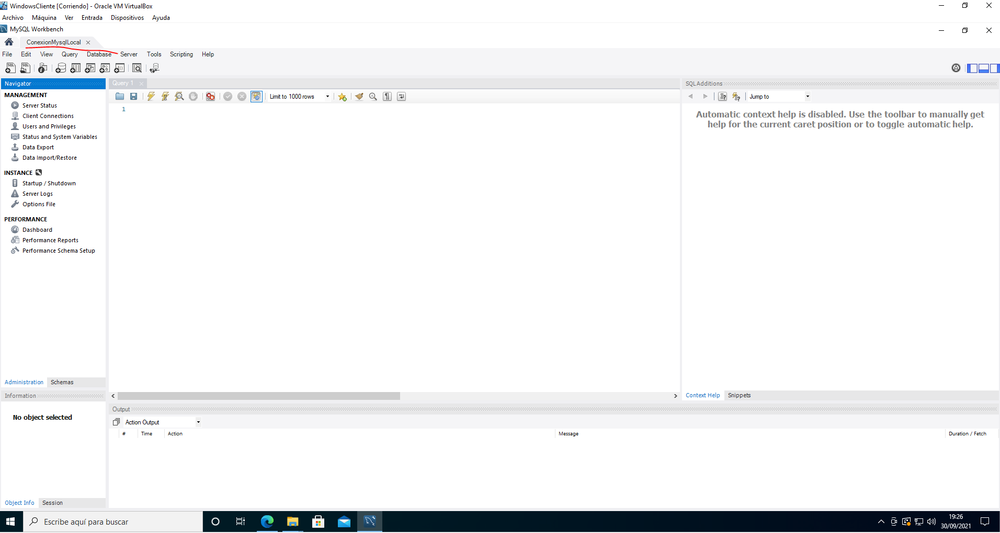 WindowsCliente [Corriendo] - Oracle VM VirtualBox
Archivo Máquina Ver Entrada Dispositivos Ayuda
MySQL Workbench
ConexionMysqlLocal
File Edit View Query Database Server Tools Scripting Help
Navigator
MANAGEMENT
Server Status
Client Connections
Users and Privileges
Status and System Variables
Data Export
Data Import/Restore
INSTANCE
Startup / Shutdown
Server Logs
Options File
PERFORMANCE
Dashboard
Performance Reports
Performance Schema Setup
Administration Schemas
Information
No object selected
Object Info Session
Query 1
Limit to 1000 rows
1
SQLAdditions
Jump to
Automatic context help is disabled. Use the toolbar to manually get
help for the current caret position or to toggle automatic help.
Context Help Snippets
Output
Action Output
# Time Action Message Duration / Fetch
Escribe aquí para buscar
19:26
30/09/2021